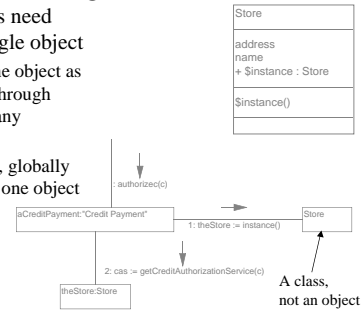 s need
gle object
ne object as
hrough
any
, globally
one object
Store
address
name
+ $instance : Store
$instance()
: authorizec(c)
aCreditPayment:"Credit Payment"
1: theStore := instance()
Store
2: cas := getCreditAuthorizationService(c)
theStore:Store
A class,
not an object